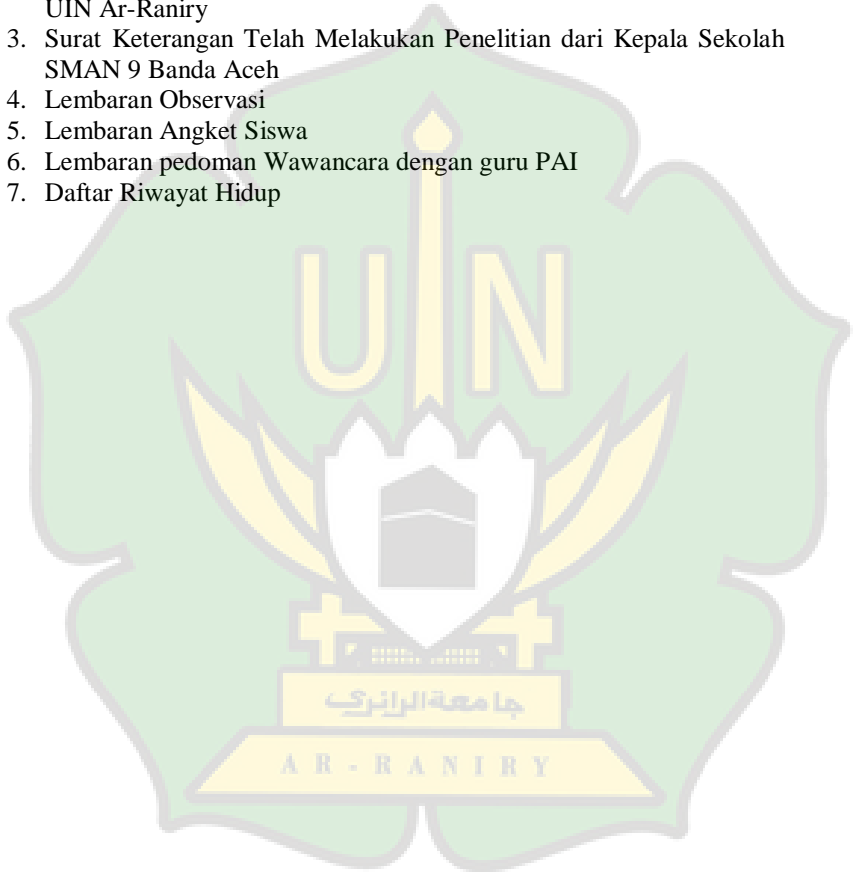 UIN Ar-Raniry
3. Surat Keterangan Telah Melakukan Penelitian dari Kepala Sekolah
SMAN 9 Banda Aceh
4. Lembaran Observasi
5. Lembaran Angket Siswa
6. Lembaran pedoman Wawancara dengan guru PAI
7. Daftar Riwayat Hidup
UIN
جامعة الرانري
AR-RANIRY